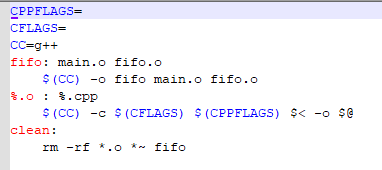 CPPFLAGS=
CFLAGS=
CC=g++
fifo: main.o fifo.o
    $(CC) -o fifo main.o fifo.o
%.o : %.cpp
    $(CC) -c $(CFLAGS) $(CPPFLAGS) $< -o $@
clean:
    rm -rf *.o *~ fifo